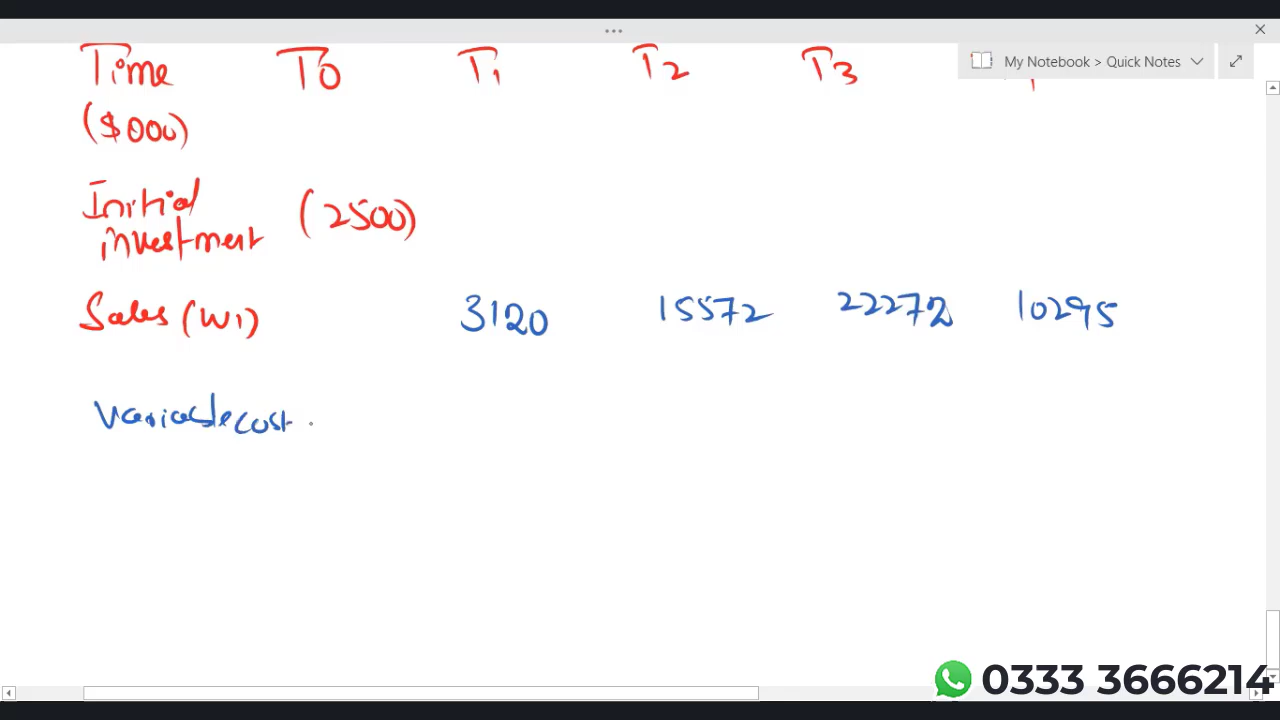 ...
My Notebook > Quick Notes
Time T0 T1 T2 T3
($000)
Initial
investment (2500)
Sales (W1) 3120 15572 22272 10295
Variable cost
0333 3666214